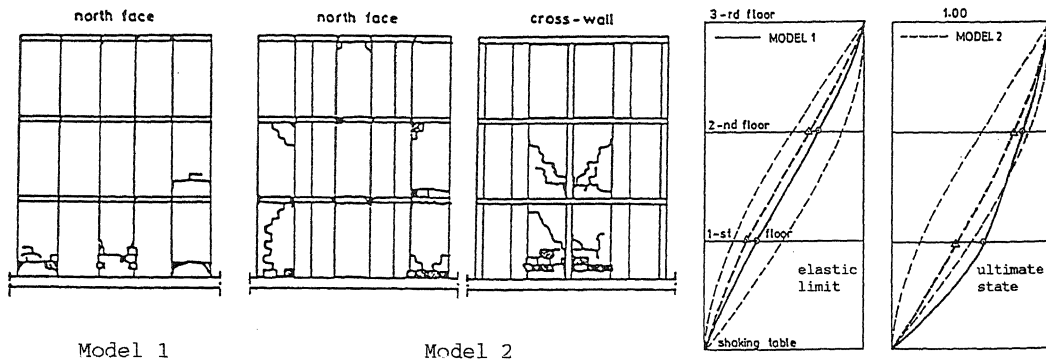 north face
north face
cross-wall
Model 1
Model 2
3-rd floor
MODEL 1
2-nd floor
1-st floor
elastic
limit
shaking table
1.00
MODEL 2
ultimate
state